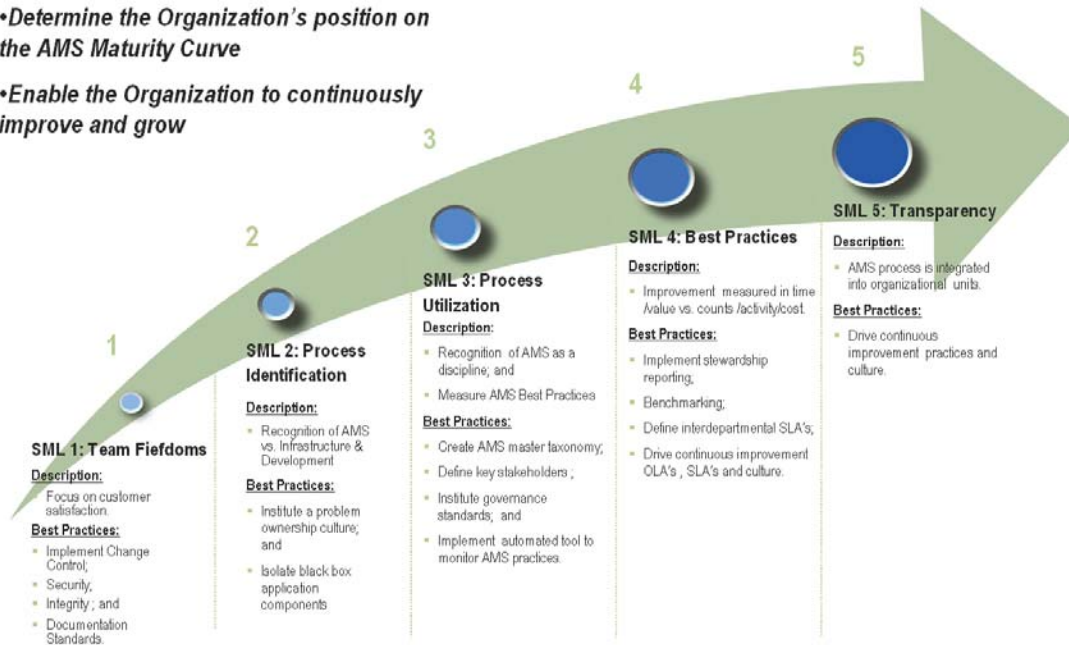 •Determine the Organization's position on
the AMS Maturity Curve
•Enable the Organization to continuously
improve and grow
1
2
3
4
5
SML 1: Team Fiefdoms
Description:
Focus on customer
satisfaction.
Best Practices:
Implement Change
Control;
Security;
Integrity ; and
Documentation
Standards.
SML 2: Process
Identification
Description:
Recognition of AMS
vs. Infrastructure &
Development
Best Practices:
Institute a problem
ownership culture;
and
Isolate black box
application
components
SML 3: Process
Utilization
Description:
Recognition of AMS as a
discipline; and
Measure AMS Best Practices
Best Practices:
Create AMS master taxonomy;
Define key stakeholders ;
Institute governance
standards; and
Implement automated tool to
monitor AMS practices.
SML 4: Best Practices
Description:
Improvement measured in time
/value vs. counts /activity/cost.
Best Practices:
Implement stewardship
reporting;
Benchmarking;
Define interdepartmental SLA's;
Drive continuous improvement
OLA's , SLA's and culture.
SML 5: Transparency
Description:
AMS process is integrated
into organizational units.
Best Practices:
Drive continuous
improvement practices and
culture.